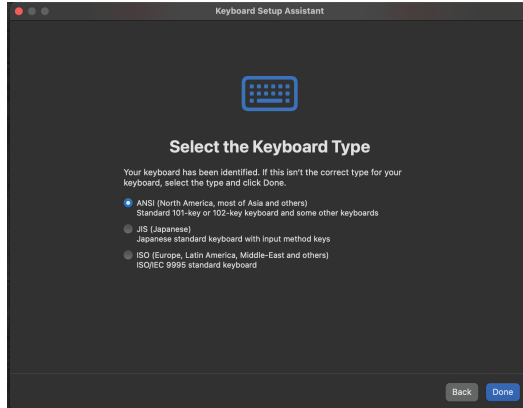 Keyboard Setup Assistant
Select the Keyboard Type
Your keyboard has been identified. If this isn't the correct type for your
keyboard, select the type and click Done.
ANSI (North America, most of Asia and others)
Standard 101-key or 102-key keyboard and some other keyboards
JIS (Japanese)
Japanese standard keyboard with input method keys
ISO (Europe, Latin America, Middle-East and others)
ISO/IEC 9995 standard keyboard
Back Done